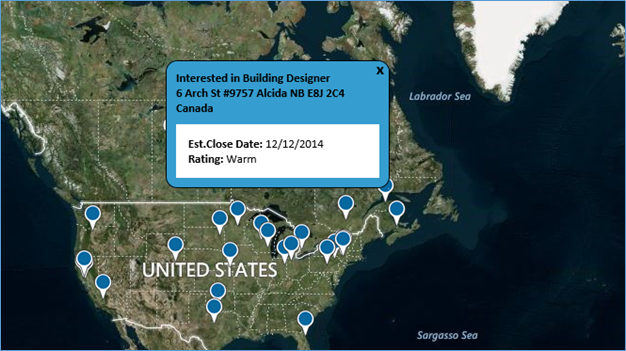 x
Interested in Building Designer
6 Arch St #9757 Alcida NB E8J 2C4
Canada
Est.Close Date: 12/12/2014
Rating: Warm
Labrador Sea
UNITED STATES
Sargasso Sea